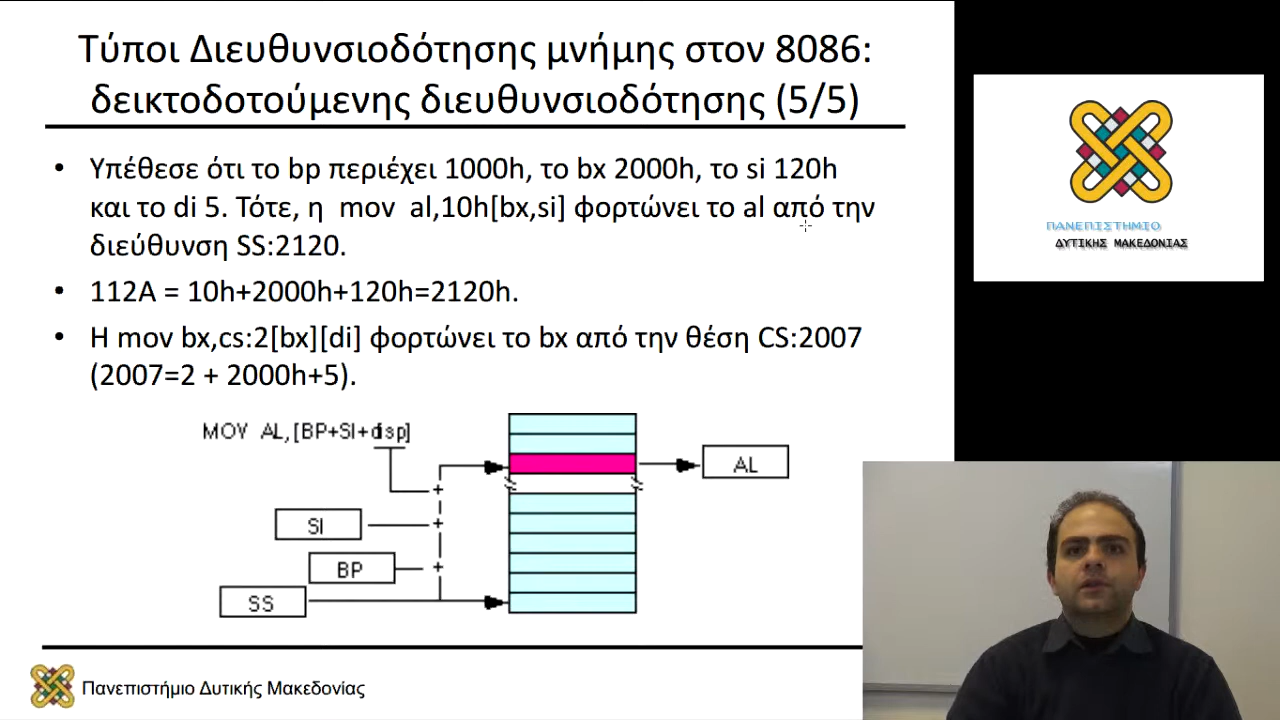 Τύποι Διευθυνσιοδότησης μνήμης στον 8086:
δεικτοδοτούμενης διευθυνσιοδότησης (5/5)
• Υπέθεσε ότι το bp περιέχει 1000h, το bx 2000h, το si 120h
και το di 5. Τότε, η mov al,10h[bx,si] φορτώνει το al από την
διεύθυνση SS:2120.
• 112A = 10h+2000h+120h=2120h.
• Η mov bx,cs:2[bx][di] φορτώνει το bx από την θέση CS:2007
(2007=2 + 2000h+5).
MOV AL,[BP+SI+disp]
AL
SI
BP
SS
Πανεπιστήμιο Δυτικής Μακεδονίας
ΠΑΝΕΠΙΣΤΗΜΙΟ
ΔΥΤΙΚΗΣ ΜΑΚΕΔΟΝΙΑΣ